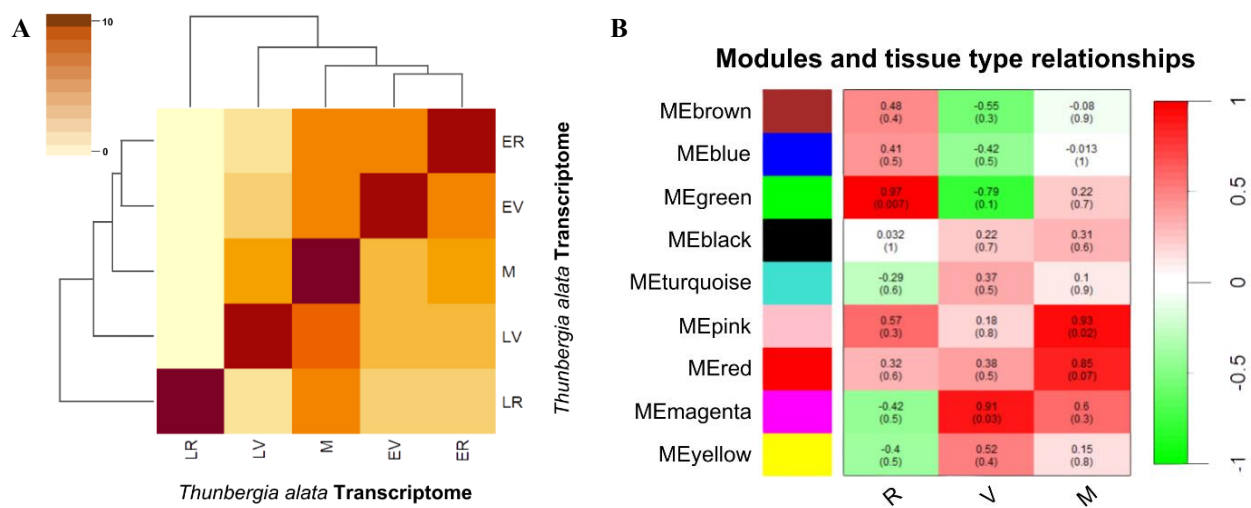 A
10
0
ER
EV
M
LV
LR
Thunbergia alata Transcriptome
LR
LV
M
EV
ER
Thunbergia alata Transcriptome
B
Modules and tissue type relationships
MEbrown
0.48
(0.4)
-0.55
(0.3)
-0.08
(0.9)
MEblue
0.41
(0.5)
-0.42
(0.5)
-0.013
(1)
MEgreen
0.97
(0.007)
-0.79
(0.1)
0.22
(0.7)
MEblack
0.032
(1)
0.22
(0.7)
0.31
(0.6)
MEturquoise
-0.29
(0.6)
0.37
(0.5)
0.1
(0.9)
MEpink
0.57
(0.3)
0.18
(0.8)
0.93
(0.02)
MEred
0.32
(0.6)
0.38
(0.5)
0.85
(0.07)
MEmagenta
-0.42
(0.5)
0.91
(0.03)
0.6
(0.3)
MEyellow
-0.4
(0.5)
0.52
(0.4)
0.15
(0.8)
R
V
M
1
0.5
0
-0.5
-1